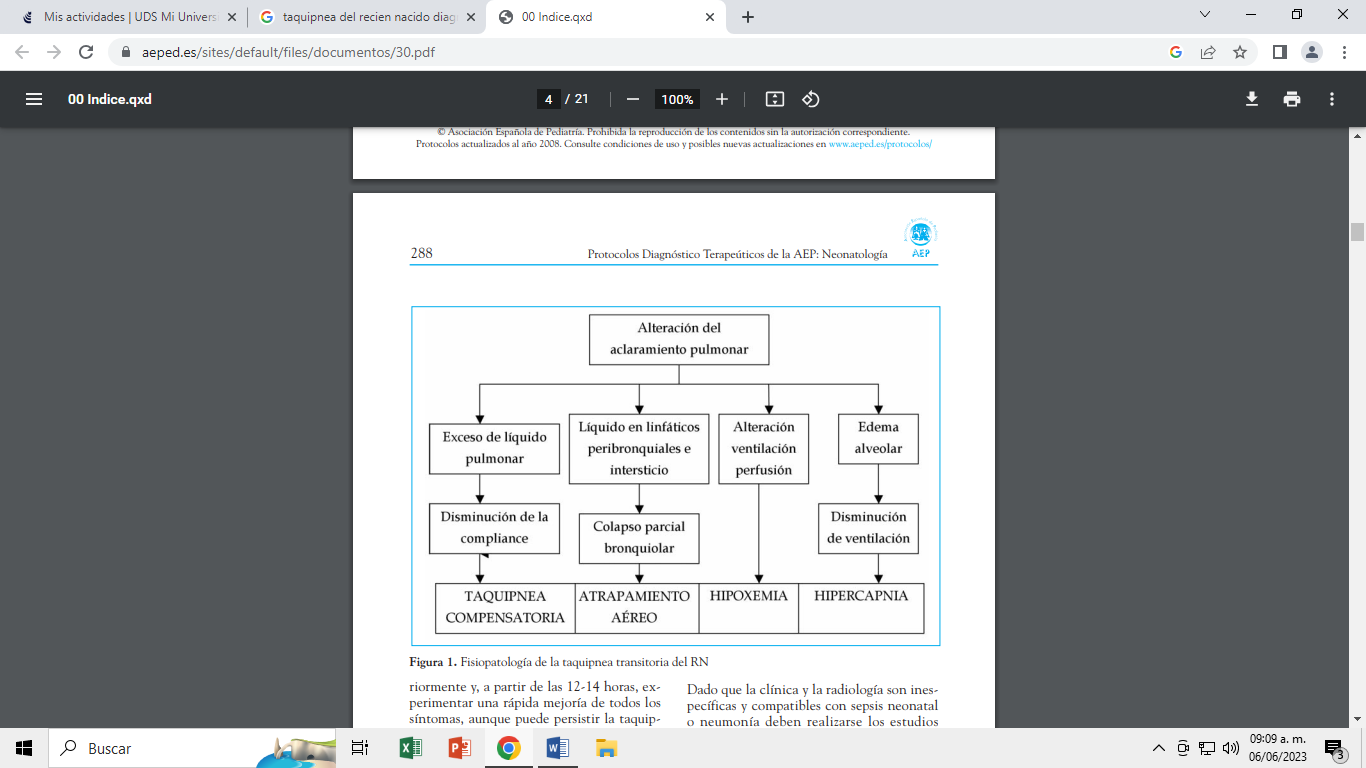 Mis actividades | UDS Mi Univers
taquipnea del recien nacido diag
00 Indice.qxd
aeped.es/sites/default/files/documentos/30.pdf
00 Indice.qxd
4 / 21
100%
© Asociación Española de Pediatría. Prohibida la reproducción de los contenidos sin la autorización correspondiente.
Protocolos actualizados al año 2008. Consulte condiciones de uso y posibles nuevas actualizaciones en www.aeped.es/protocolos/
288
Protocolos Diagnóstico Terapeúticos de la AEP: Neonatología
AEP
Alteración del
aclaramiento pulmonar
Exceso de líquido
pulmonar
Líquido en linfáticos
peribronquiales e
intersticio
Alteración
ventilación
perfusión
Edema
alveolar
Disminución de la
compliance
Colapso parcial
bronquiolar
Disminución
de ventilación
TAQUIPNEA
COMPENSATORIA
ATRAPAMIENTO
AÉREO
HIPOXEMIA
HIPERCAPNIA
Figura 1. Fisiopatología de la taquipnea transitoria del RN
riormente y, a partir de las 12-14 horas, ex-
perimentar una rápida mejoría de todos los
síntomas, aunque puede persistir la taquip-
Dado que la clínica y la radiología son ines-
pecíficas y compatibles con sepsis neonatal
o neumonía deben realizarse los estudios
Buscar
09:09 a. m.
06/06/2023
3